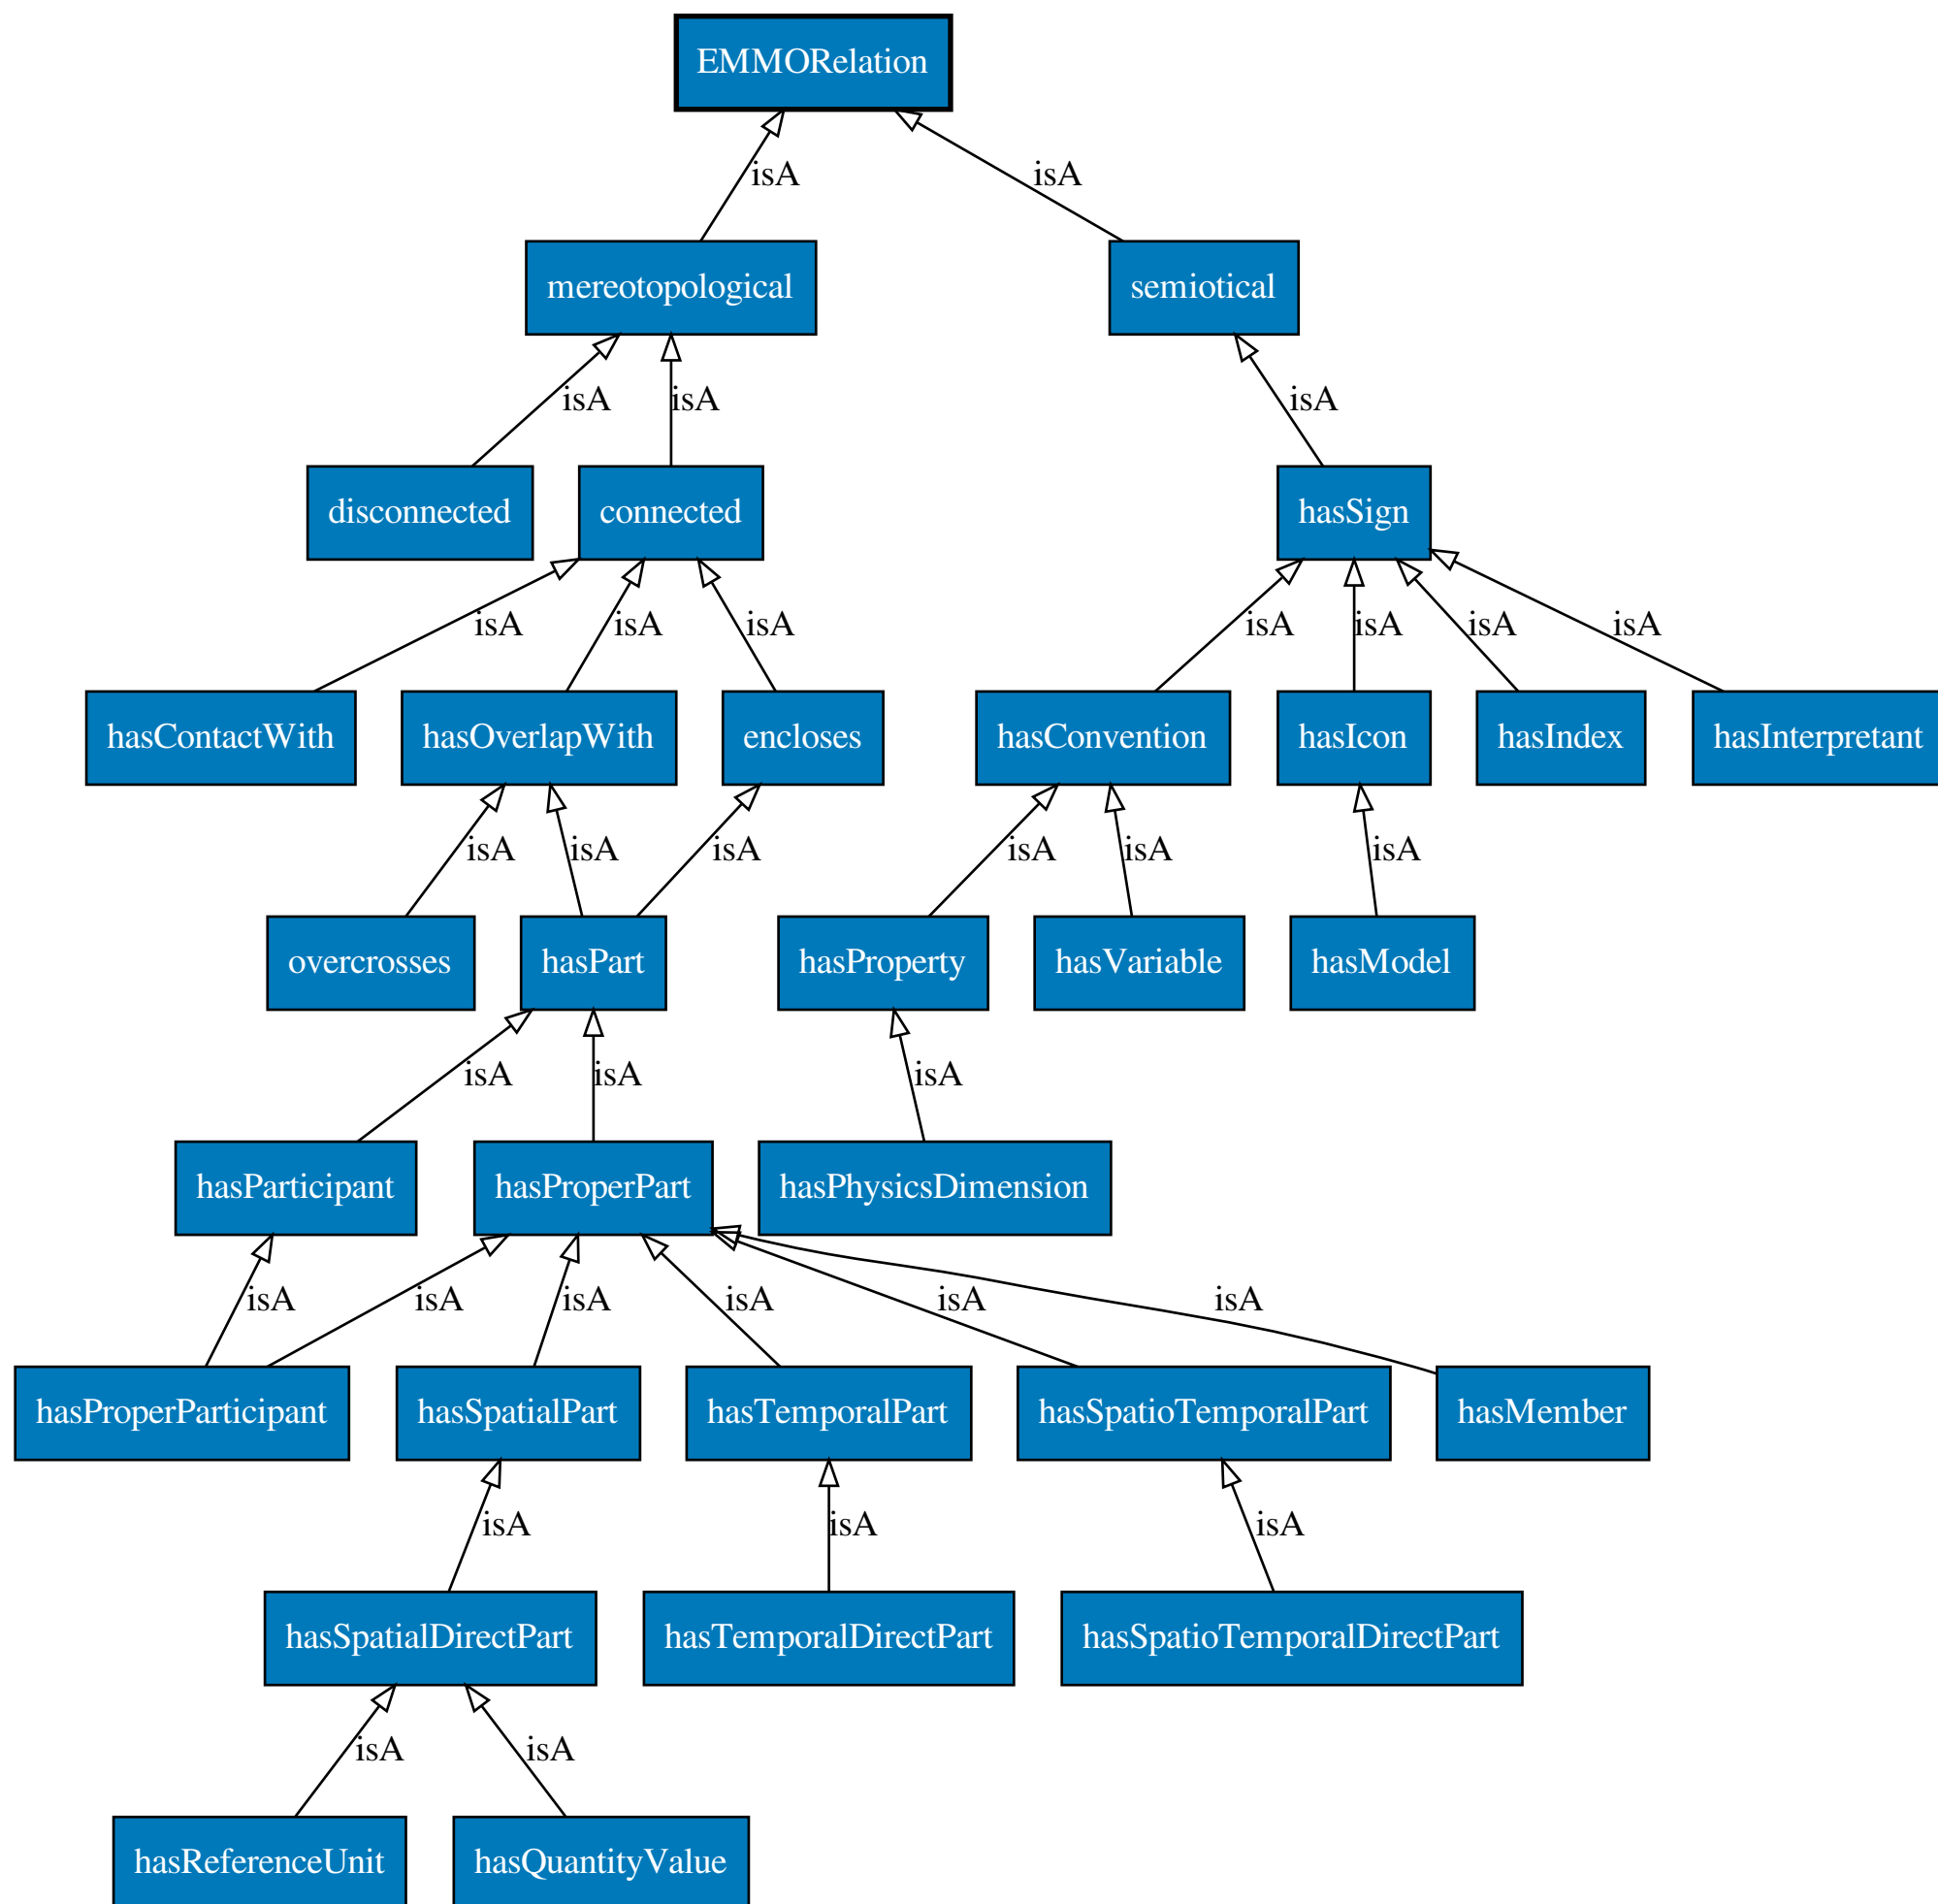 EMMORelation
isA isA
mereotopological semiotical
isA isA isA
disconnected connected hasSign
isA isA isA isA isA isA isA
hasContactWith hasOverlapWith encloses hasConvention hasIcon hasIndex hasInterpretant
isA isA isA isA isA isA
overcrosses hasPart hasProperty hasVariable hasModel
isA isA isA
hasParticipant hasProperPart hasPhysicsDimension
isA isA isA isA isA isA
hasProperParticipant hasSpatialPart hasTemporalPart hasSpatioTemporalPart hasMember
isA isA isA
hasSpatialDirectPart hasTemporalDirectPart hasSpatioTemporalDirectPart
isA isA
hasReferenceUnit hasQuantityValue